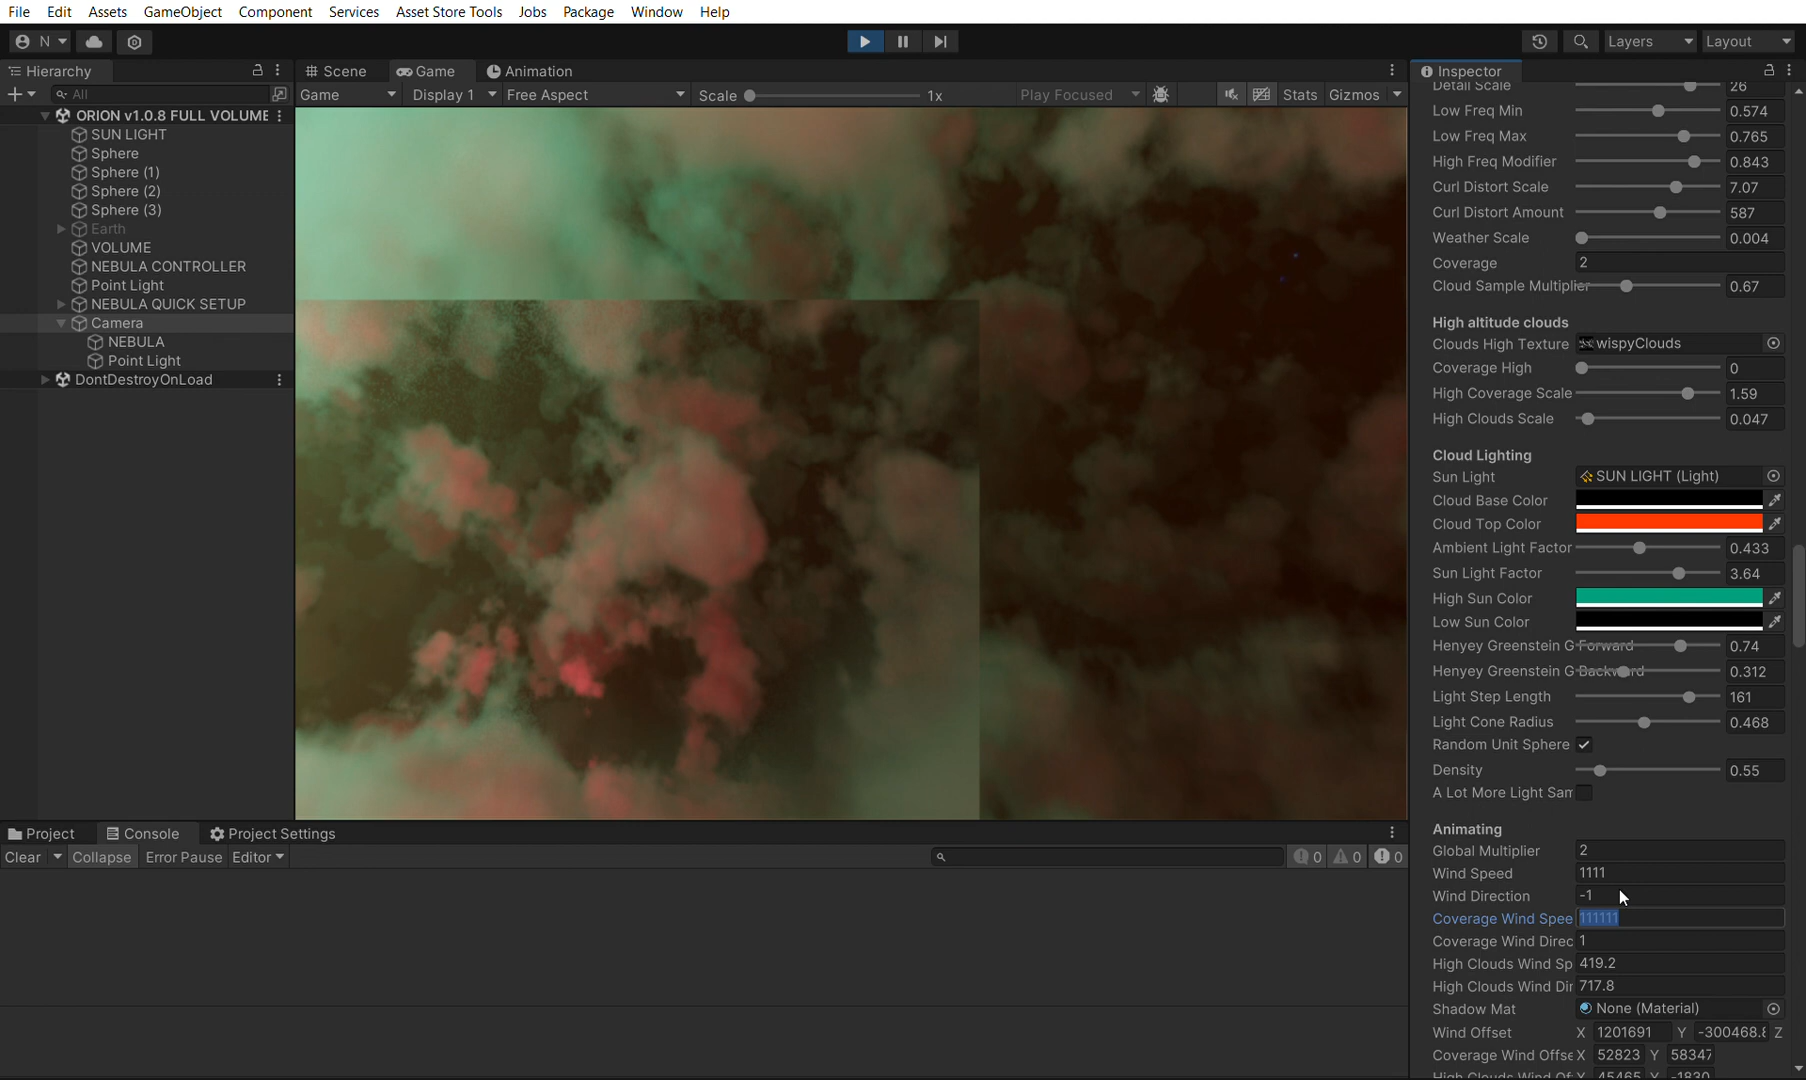 File Edit Assets GameObject Component Services Asset Store Tools Jobs Package Window Help
N Layers Layout
Hierarchy
All
ORION v1.0.8 FULL VOLUME
SUN LIGHT
Sphere
Sphere (1)
Sphere (2)
Sphere (3)
Earth
VOLUME
NEBULA CONTROLLER
Point Light
NEBULA QUICK SETUP
Camera
NEBULA
Point Light
DontDestroyOnLoad
Scene Game Animation
Game Display 1 Free Aspect Scale 1x Play Focused Stats Gizmos
Project Console Project Settings
Clear Collapse Error Pause Editor 0 0 0
Inspector
Detail Scale 26
Low Freq Min 0.574
Low Freq Max 0.765
High Freq Modifier 0.843
Curl Distort Scale 7.07
Curl Distort Amount 587
Weather Scale 0.004
Coverage 2
Cloud Sample Multiplier 0.67
High altitude clouds
Clouds High Texture wispyClouds
Coverage High 0
High Coverage Scale 1.59
High Clouds Scale 0.047
Cloud Lighting
Sun Light SUN LIGHT (Light)
Cloud Base Color
Cloud Top Color
Ambient Light Factor 0.433
Sun Light Factor 3.64
High Sun Color
Low Sun Color
Henyey Greenstein G Forward 0.74
Henyey Greenstein G Backward 0.312
Light Step Length 161
Light Cone Radius 0.468
Random Unit Sphere
Density 0.55
A Lot More Light Sam
Animating
Global Multiplier 2
Wind Speed 1111
Wind Direction -1
Coverage Wind Spee 111111
Coverage Wind Direc 1
High Clouds Wind Sp 419.2
High Clouds Wind Dir 717.8
Shadow Mat None (Material)
Wind Offset X 1201691 Y -300468.8 Z
Coverage Wind Offse X 52823 Y 58347
High Clouds Wind Of X 45465 Y -1830